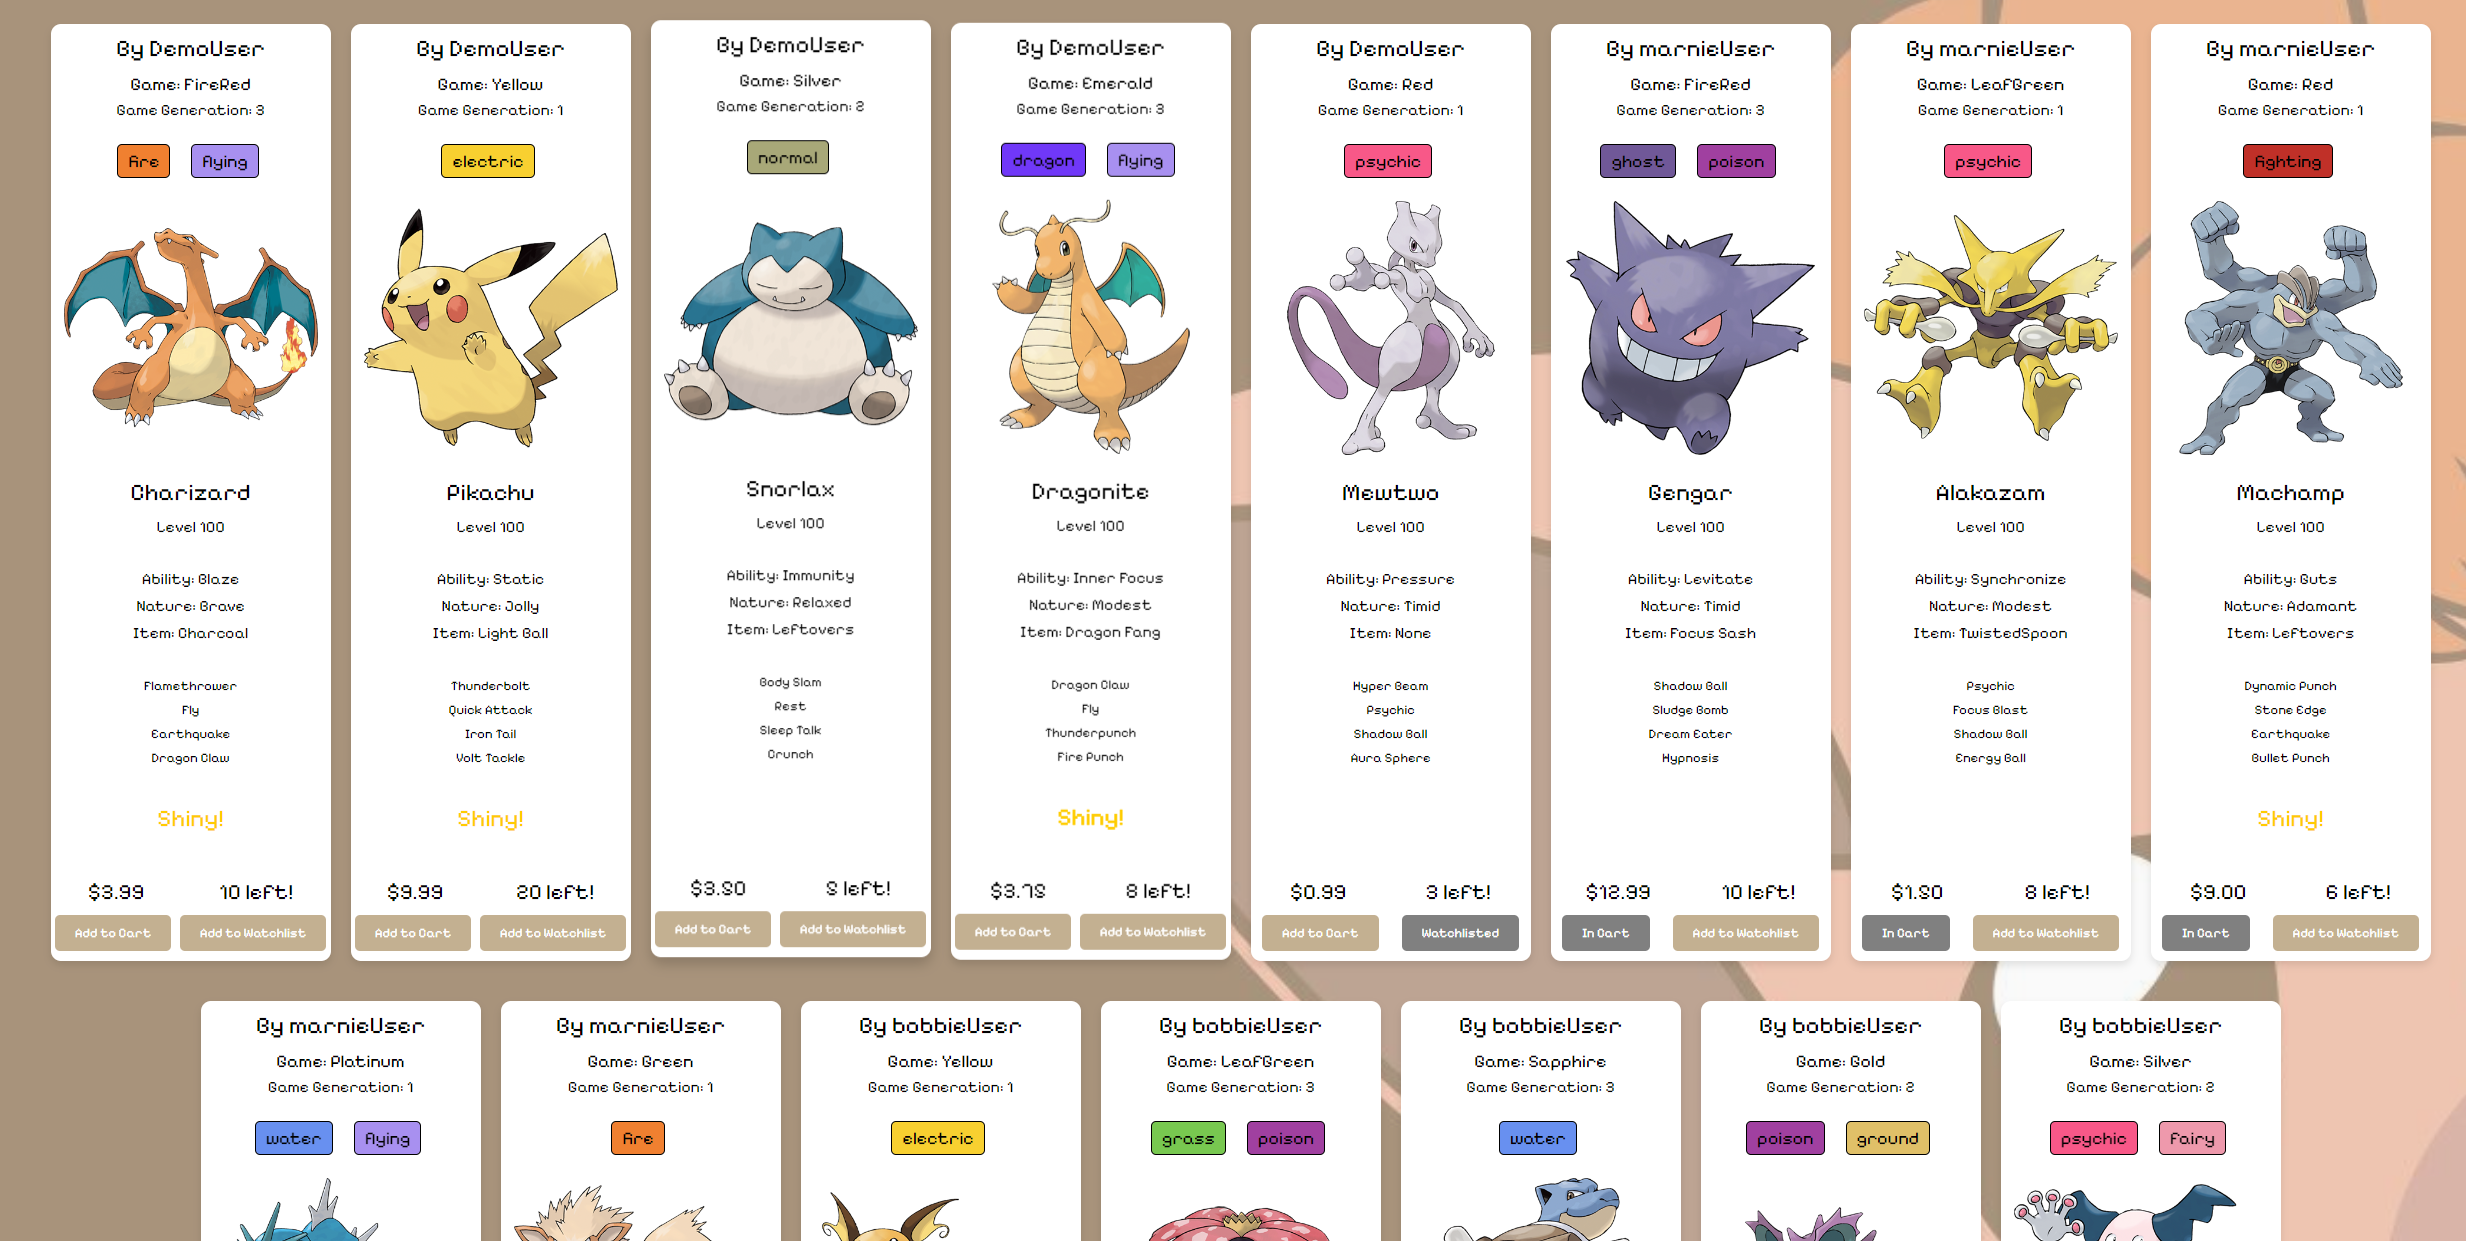 By DemoUser
Game: FireRed
Game Generation: 3
fire flying
Charizard
Level 100
Ability: Blaze
Nature: Brave
Item: Charcoal
Flamethrower
Fly
Earthquake
Dragon Claw
Shiny!
$3.99 10 left!
Add to Cart Add to Watchlist
By DemoUser
Game: Yellow
Game Generation: 1
electric
Pikachu
Level 100
Ability: Static
Nature: Jolly
Item: Light Ball
Thunderbolt
Quick Attack
Iron Tail
Volt Tackle
Shiny!
$9.99 20 left!
Add to Cart Add to Watchlist
By DemoUser
Game: Silver
Game Generation: 2
normal
Snorlax
Level 100
Ability: Immunity
Nature: Relaxed
Item: Leftovers
Body Slam
Rest
Sleep Talk
Crunch
$3.50 5 left!
Add to Cart Add to Watchlist
By DemoUser
Game: Emerald
Game Generation: 3
dragon flying
Dragonite
Level 100
Ability: Inner Focus
Nature: Modest
Item: Dragon Fang
Dragon Claw
Fly
Thunderpunch
Fire Punch
Shiny!
$3.75 8 left!
Add to Cart Add to Watchlist
By DemoUser
Game: Red
Game Generation: 1
psychic
Mewtwo
Level 100
Ability: Pressure
Nature: Timid
Item: None
Hyper Beam
Psychic
Shadow Ball
Aura Sphere
$0.99 3 left!
Add to Cart Watchlisted
By marnieUser
Game: FireRed
Game Generation: 3
ghost poison
Gengar
Level 100
Ability: Levitate
Nature: Timid
Item: Focus Sash
Shadow Ball
Sludge Bomb
Dream Eater
Hypnosis
$12.99 10 left!
In Cart Add to Watchlist
By marnieUser
Game: LeafGreen
Game Generation: 1
psychic
Alakazam
Level 100
Ability: Synchronize
Nature: Modest
Item: TwistedSpoon
Psychic
Focus Blast
Shadow Ball
Energy Ball
$1.50 8 left!
In Cart Add to Watchlist
By marnieUser
Game: Red
Game Generation: 1
fighting
Machamp
Level 100
Ability: Guts
Nature: Adamant
Item: Leftovers
Dynamic Punch
Stone Edge
Earthquake
Bullet Punch
Shiny!
$9.00 6 left!
In Cart Add to Watchlist
By marnieUser
Game: Platinum
Game Generation: 1
water flying
By marnieUser
Game: Green
Game Generation: 1
fire
By bobbieUser
Game: Yellow
Game Generation: 1
electric
By bobbieUser
Game: LeafGreen
Game Generation: 3
grass poison
By bobbieUser
Game: Sapphire
Game Generation: 3
water
By bobbieUser
Game: Gold
Game Generation: 2
poison ground
By bobbieUser
Game: Silver
Game Generation: 2
psychic fairy